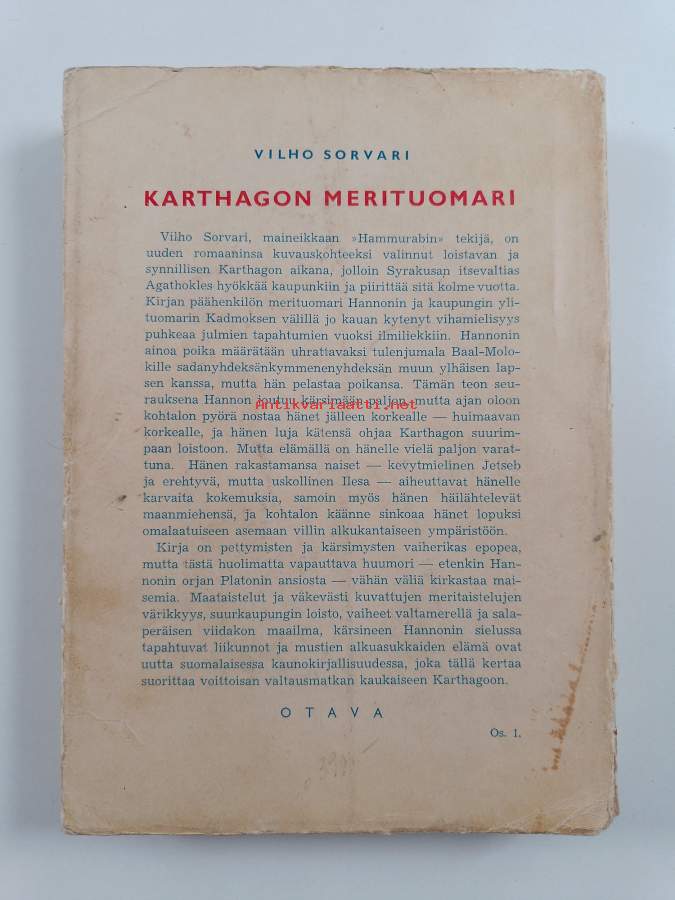 VILHO SORVARI
KARTHAGON MERITUOMARI
Vilho Sorvari, maineikkaan »Hammurabin» tekijä, on
uuden romaaninsa kuvauskohteeksi valinnut loistavan ja
synnillisen Karthagon aikana, jolloin Syrakusan itsevaltias
Agathokles hyökkää kaupunkiin ja piirittää sitä kolme vuotta.
Kirjan päähenkilön merituomari Hannonin ja kaupungin yli-
tuomarin Kadmoksen välillä jo kauan kytenyt vihamielisyys
puhkeaa julmien tapahtumien vuoksi ilmiliekkiin. Hannonin
ainoa poika määrätään uhrattavaksi tulenjumala Baal-Molo-
kille sadanyhdeksänkymmenenyhdeksän muun ylhäisen lap-
sen kanssa, mutta hän pelastaa poikansa. Tämän teon seu-
rauksena Hannon joutuu kärsimään paljon, mutta ajan oloon
Antikvariaatti.net
kohtalon pyörä nostaa hänet jälleen korkealle — huimaavan
korkealle, ja hänen luja kätensä ohjaa Karthagon suurim-
paan loistoon. Mutta elämällä on hänelle vielä paljon varat-
tuna. Hänen rakastamansa naiset — kevytmielinen Jetseb
ja erehtyvä, mutta uskollinen Ilesa — aiheuttavat hänelle
karvaita kokemuksia, samoin myös hänen häilähtelevät
maanmiehensä, ja kohtalon käänne sinkoaa hänet lopuksi
omalaatuiseen asemaan villin alkukantaiseen ympäristöön.
Kirja on pettymisten ja kärsimysten vaiherikas epopea,
mutta tästä huolimatta vapauttava huumori — etenkin Han-
nonin orjan Platonin ansiosta — vähän väliä kirkastaa mai-
semia. Maataistelut ja väkevästi kuvattujen meritaistelujen
värikkyys, suurkaupungin loisto, vaiheet valtamerellä ja sala-
peräisen viidakon maailma, kärsineen Hannonin sielussa
tapahtuvat liikunnot ja mustien alkuasukkaiden elämä ovat
uutta suomalaisessa kaunokirjallisuudessa, joka tällä kertaa
suorittaa voittoisan valtausmatkan kaukaiseen Karthagoon.
OTAVA
Os. 1.